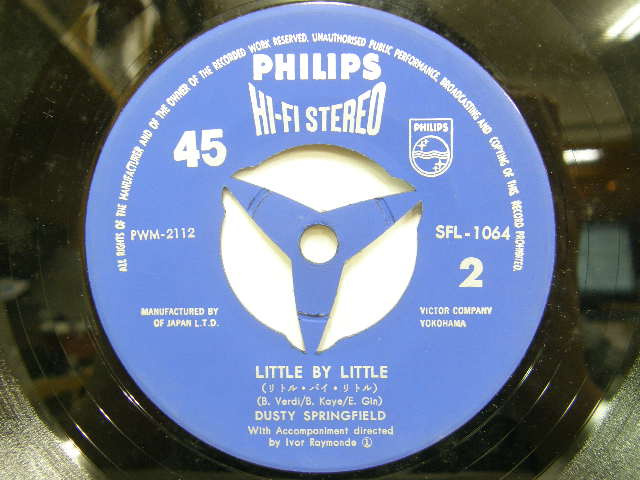 ALL RIGHTS OF THE MANUFACTURER AND OF THE OWNER OF THE RECORDED WORK RESERVED. UNAUTHORISED PUBLIC PERFORMANCE, BROADCASTING AND COPYING OF THIS RECORD PROHIBITED.
PHILIPS
HI-FI STEREO
45
PHILIPS
PWM-2112
SFL-1064
2
MANUFACTURED BY
OF JAPAN L.T.D.
VICTOR COMPANY
YOKOHAMA
LITTLE BY LITTLE
(リトル・バイ・リトル)
(B. Verdi/B. Kaye/E. Gin)
DUSTY SPRINGFIELD
With Accompaniment directed
by Ivor Raymonde ①